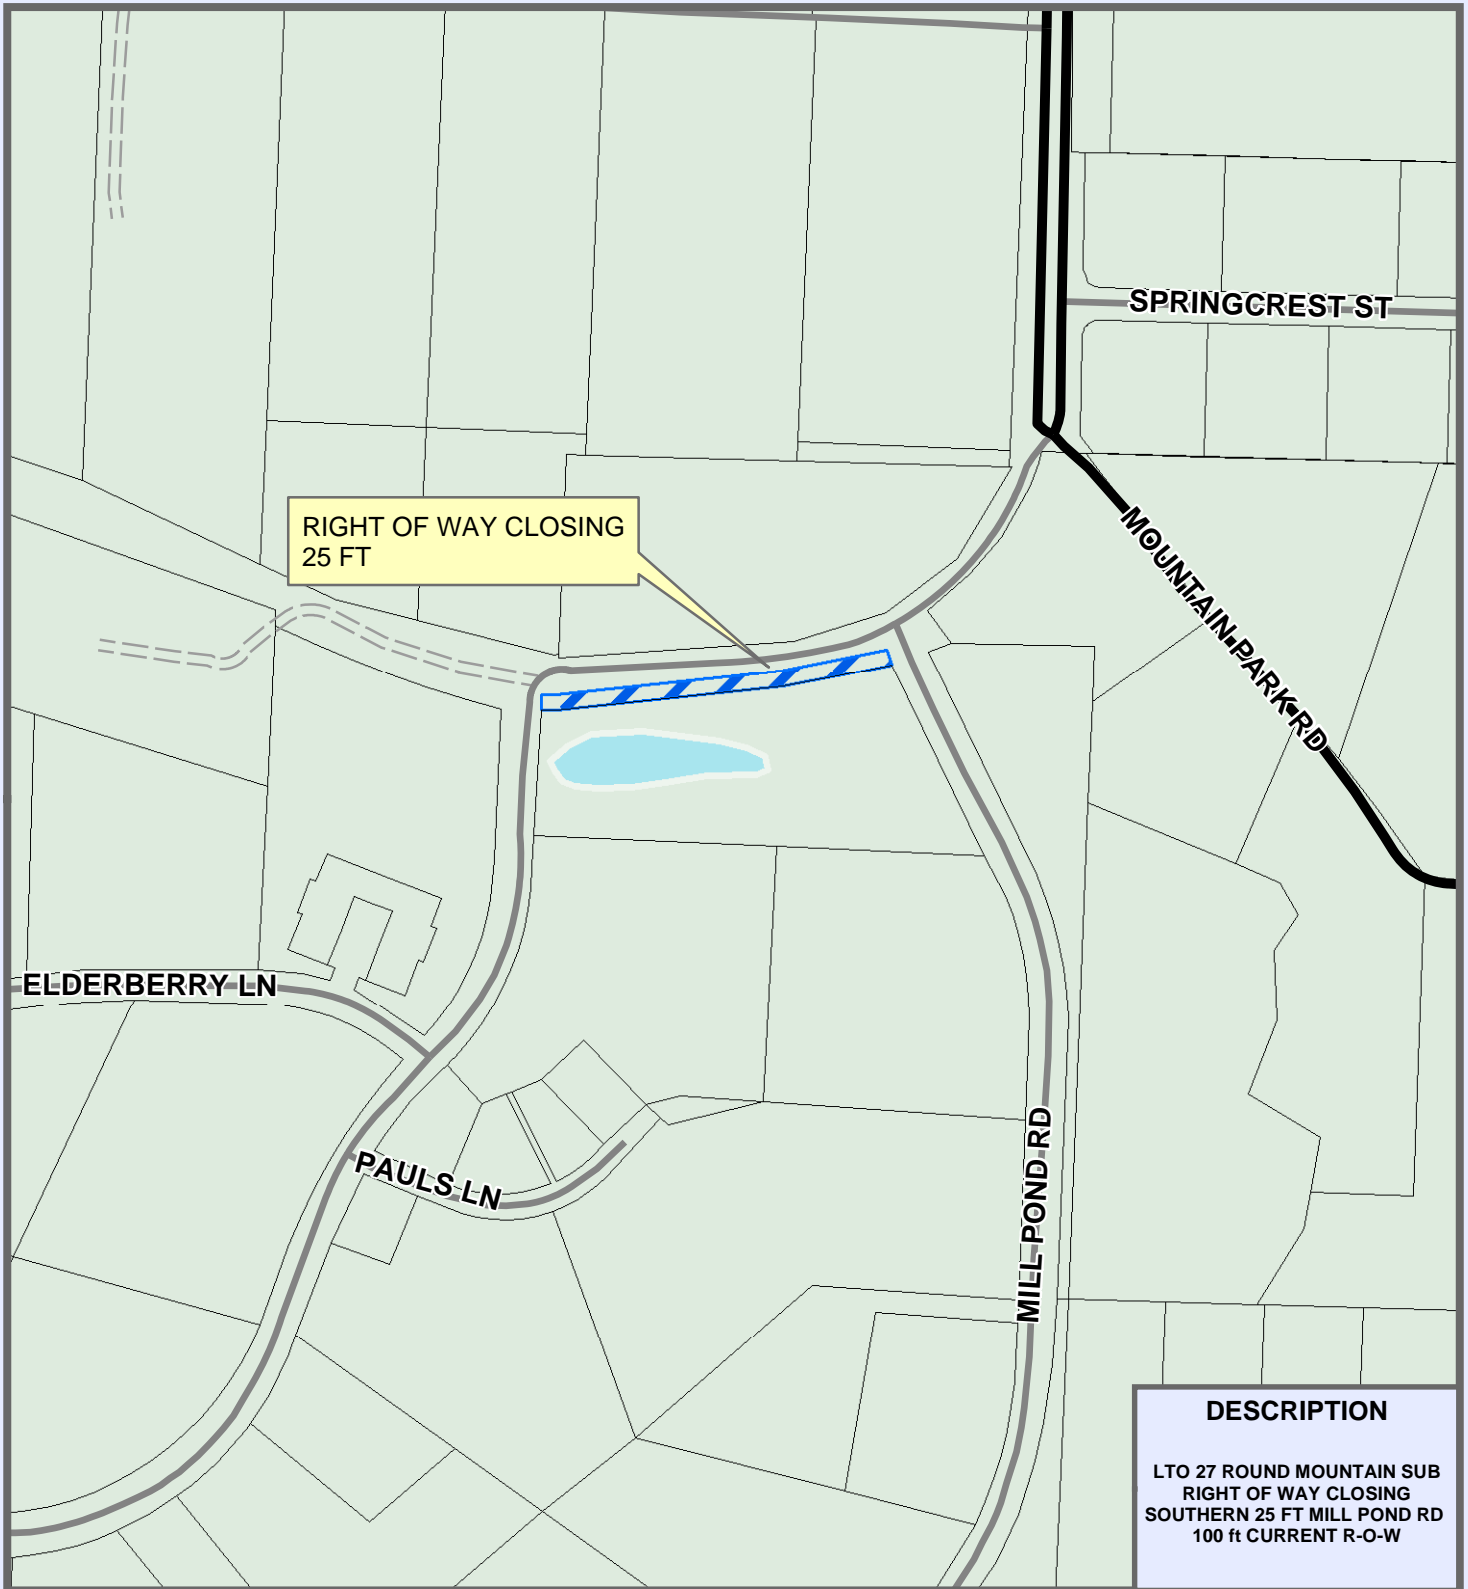 SPRINGCREST ST
RIGHT OF WAY CLOSING
25 FT
MOUNTAIN PARK RD
ELDERBERRY LN
PAULS LN
MILL POND RD
DESCRIPTION
LTO 27 ROUND MOUNTAIN SUB
RIGHT OF WAY CLOSING
SOUTHERN 25 FT MILL POND RD
100 ft CURRENT R-O-W